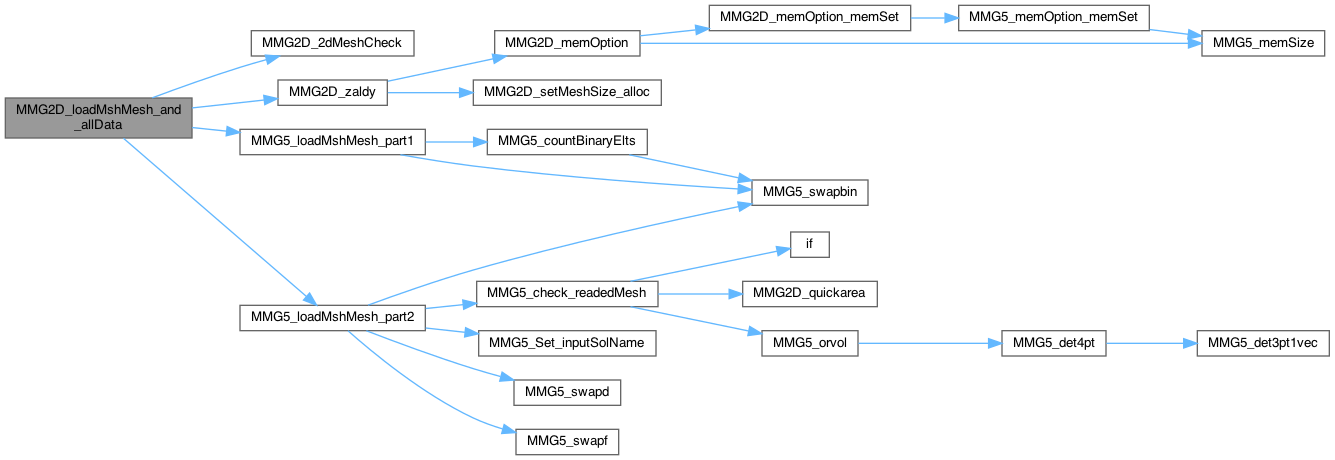 MMG2D_loadMshMesh_and
_allData
MMG2D_2dMeshCheck
MMG2D_zaldy
MMG5_loadMshMesh_part1
MMG5_loadMshMesh_part2
MMG2D_memOption
MMG2D_setMeshSize_alloc
MMG5_countBinaryElts
MMG5_check_readedMesh
MMG5_Set_inputSolName
MMG5_swapd
MMG5_swapf
MMG2D_memOption_memSet
MMG5_swapbin
if
MMG2D_quickarea
MMG5_orvol
MMG5_memOption_memSet
MMG5_det4pt
MMG5_memSize
MMG5_det3pt1vec